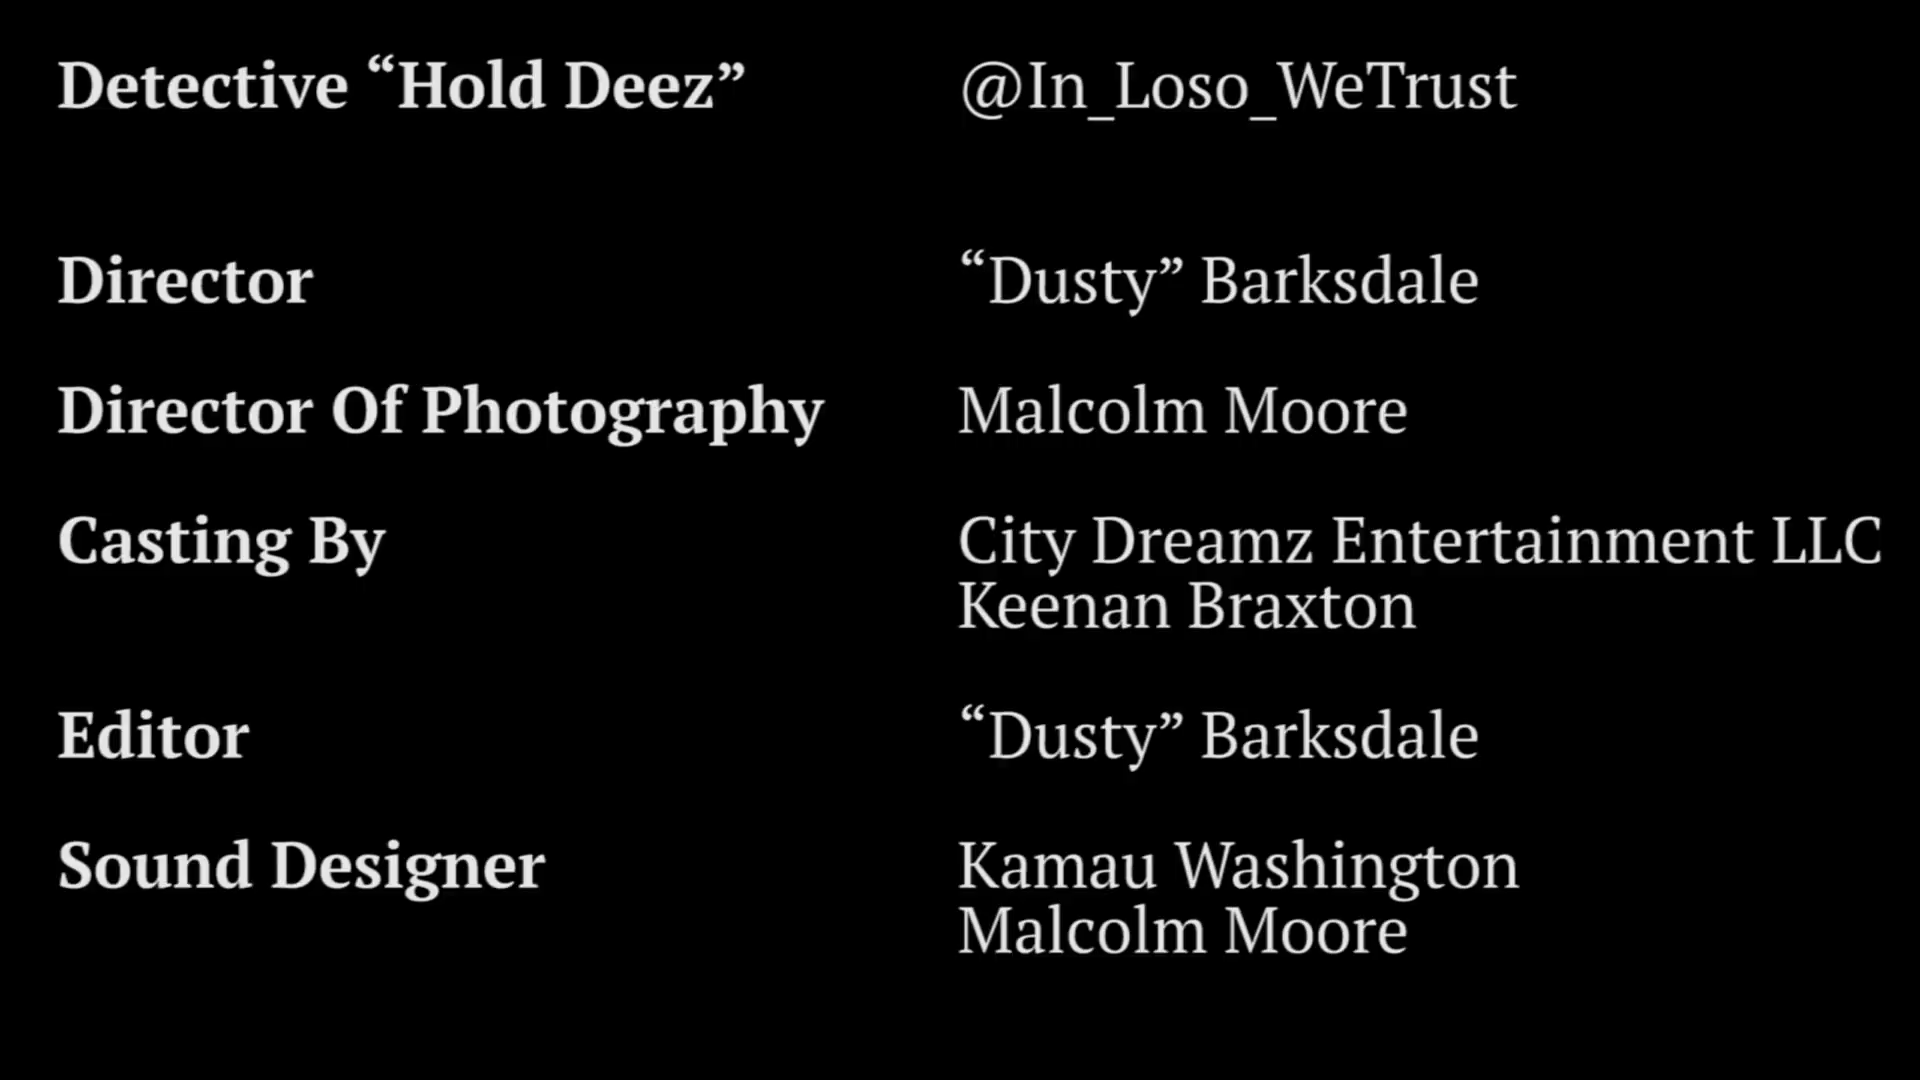 Detective “Hold Deez” @In_Loso_WeTrust
Director “Dusty” Barksdale
Director Of Photography Malcolm Moore
Casting By City Dreamz Entertainment LLC
Keenan Braxton
Editor “Dusty” Barksdale
Sound Designer Kamau Washington
Malcolm Moore